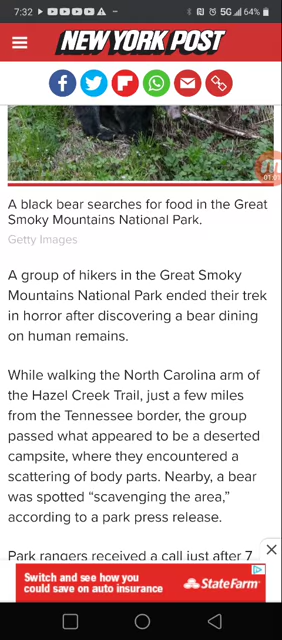 7:32
5G 64%
NEW YORK POST
1:03
A black bear searches for food in the Great
Smoky Mountains National Park.
Getty Images
A group of hikers in the Great Smoky
Mountains National Park ended their trek
in horror after discovering a bear dining
on human remains.
While walking the North Carolina arm of
the Hazel Creek Trail, just a few miles
from the Tennessee border, the group
passed what appeared to be a deserted
campsite, where they encountered a
scattering of body parts. Nearby, a bear
was spotted “scavenging the area,”
according to a park press release.
Park rangers received a call just after 7
Switch and see how you
could save on auto insurance
StateFarm